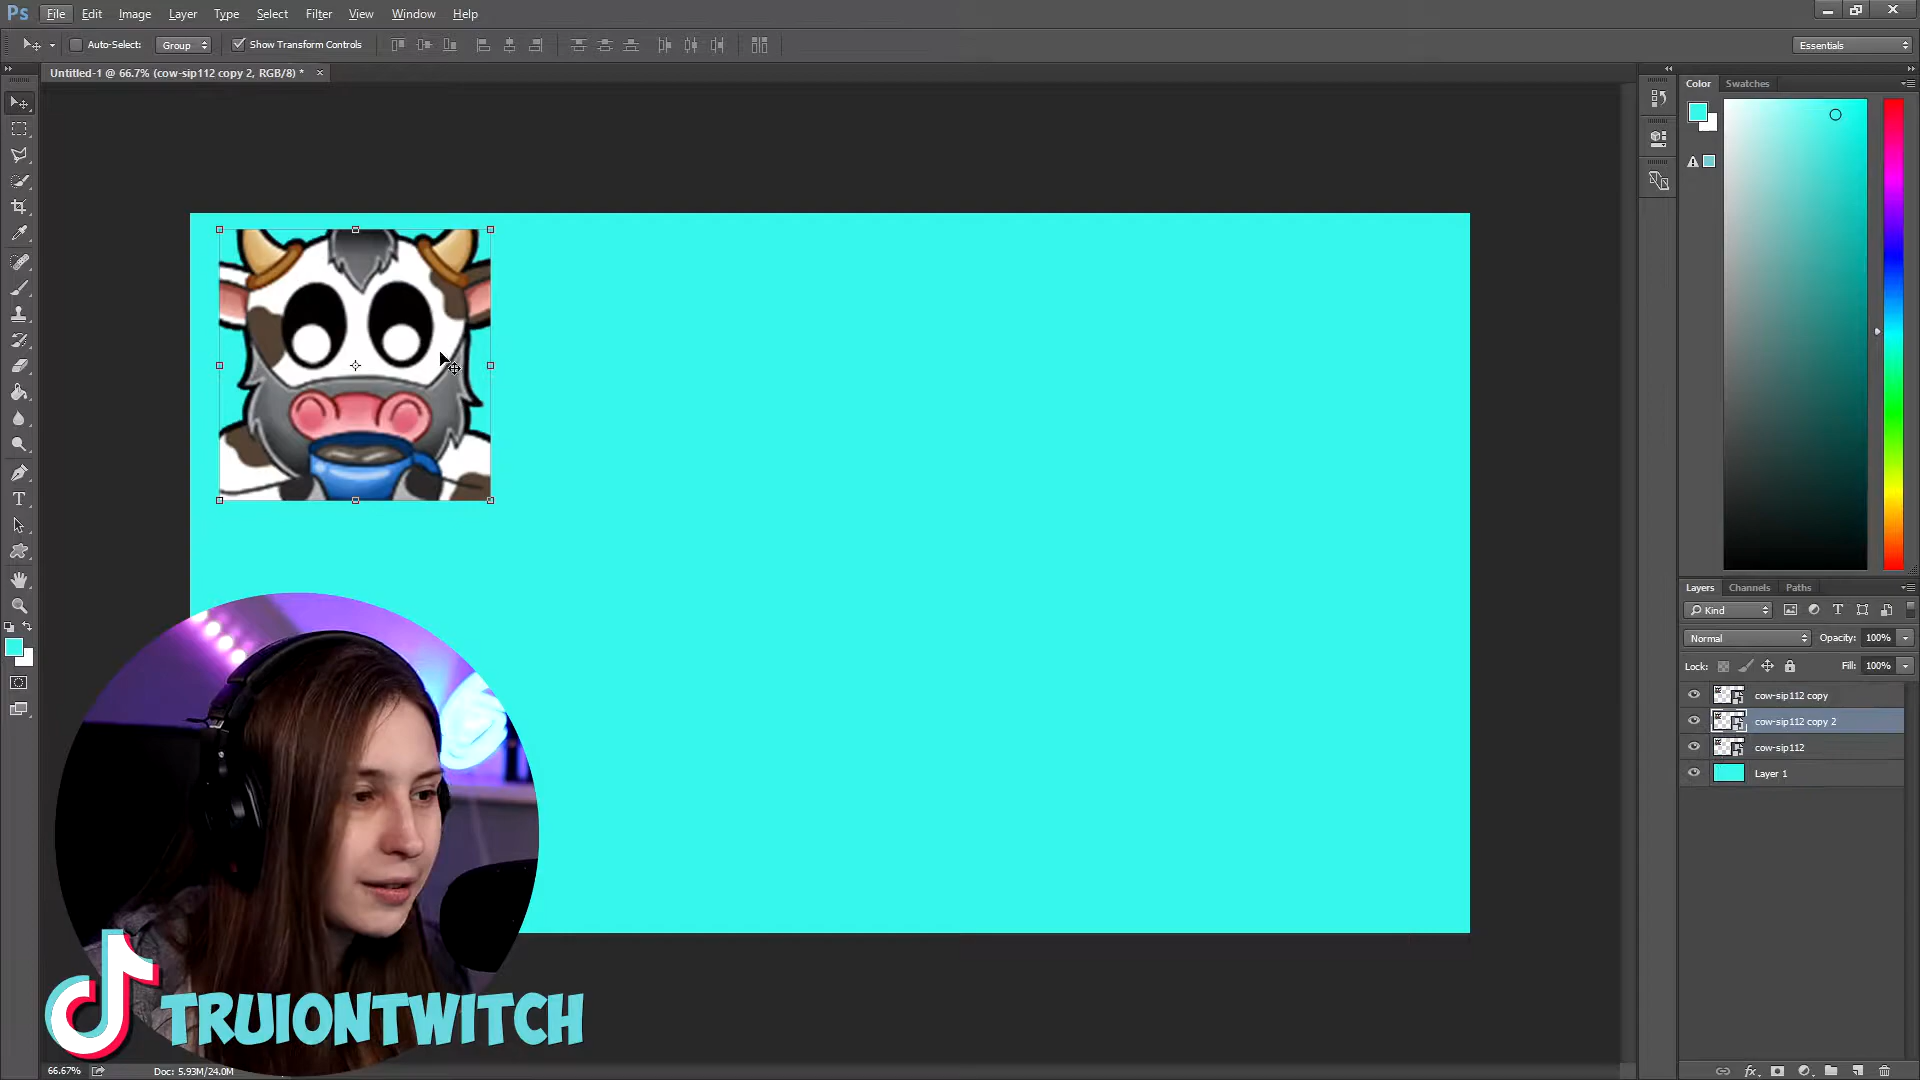 Ps File Edit Image Layer Type Select Filter View Window Help
Auto-Select: Group Show Transform Controls Essentials
Untitled-1 @ 66.7% (cow-sip112 copy 2, RGB/8) * ×
Color Swatches
Layers Channels Paths
Kind
Normal Opacity: 100%
Lock: Fill: 100%
cow-sip112 copy
cow-sip112 copy 2
cow-sip112
Layer 1
TRUIONTWITCH
66.67% Doc: 5.93M/24.0M